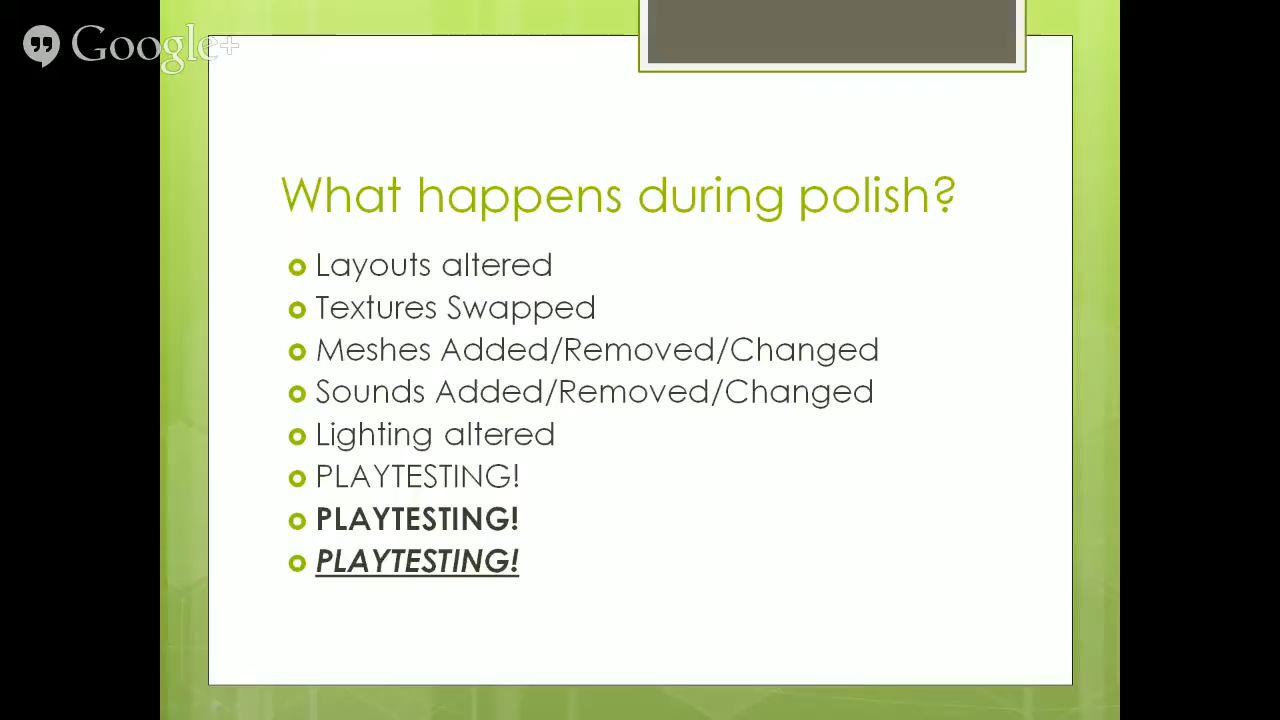 Google+
What happens during polish?
Layouts altered
Textures Swapped
Meshes Added/Removed/Changed
Sounds Added/Removed/Changed
Lighting altered
PLAYTESTING!
PLAYTESTING!
PLAYTESTING!